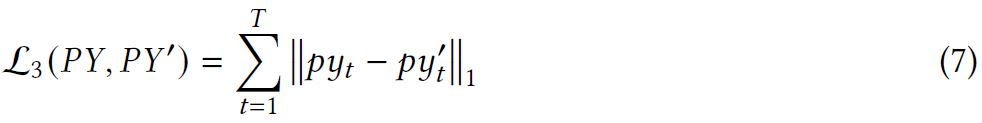 ℒ₃(PY, PY′) = ∑_{t=1}^{T} ‖py_t − py′_t‖₁ (7)